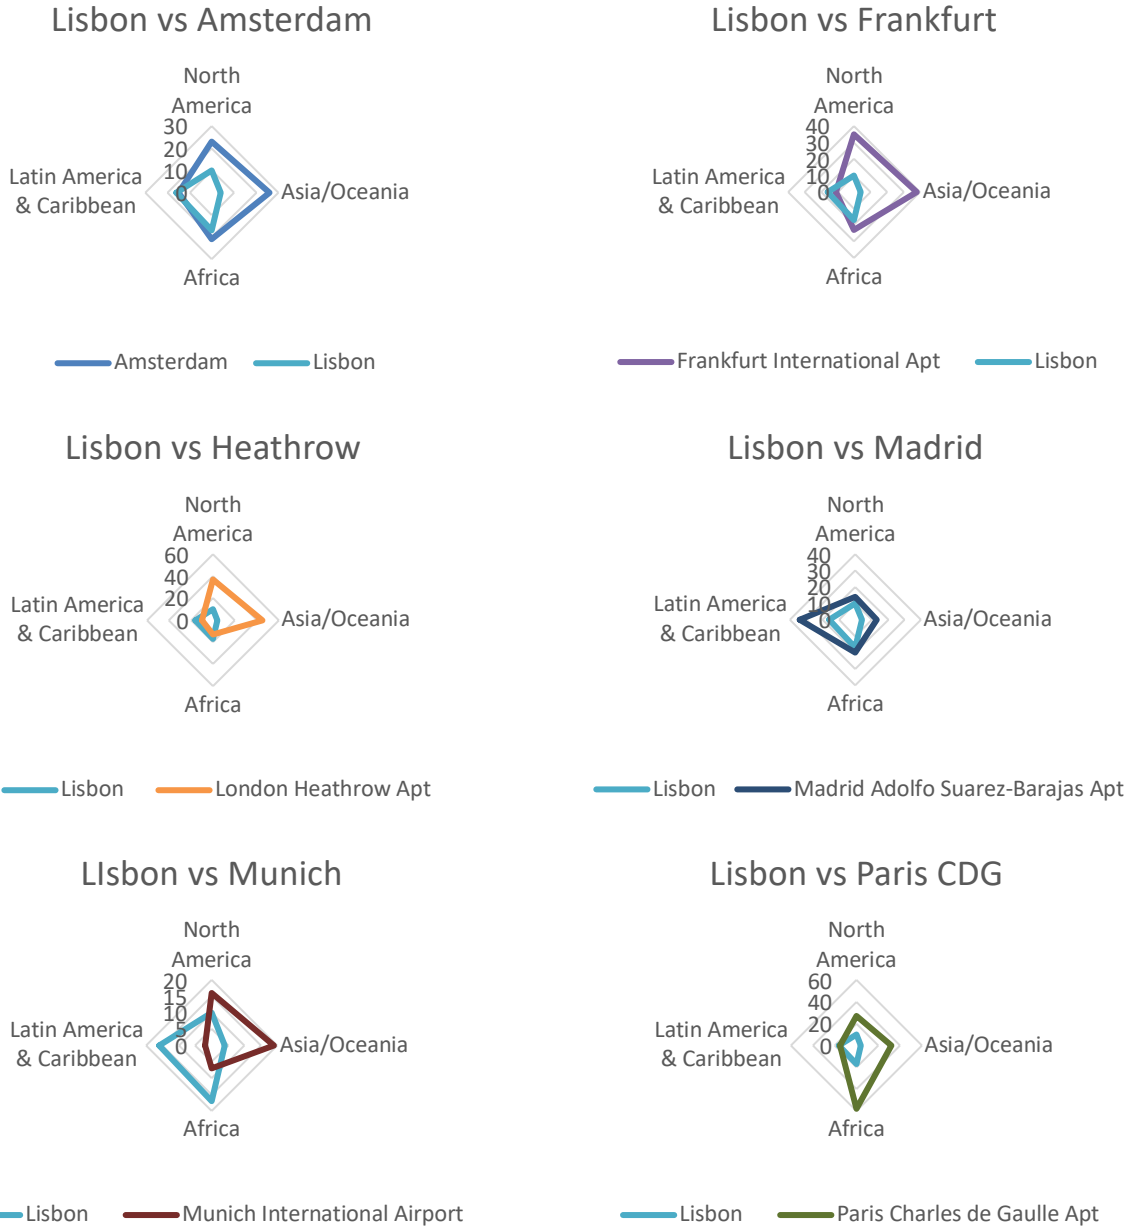 Lisbon vs Amsterdam
North
America
30
20
10
0
Latin America
& Caribbean
Asia/Oceania
Africa
Amsterdam
Lisbon
Lisbon vs Frankfurt
North
America
40
30
20
10
0
Latin America
& Caribbean
Asia/Oceania
Africa
Frankfurt International Apt
Lisbon
Lisbon vs Heathrow
North
America
60
40
20
0
Latin America
& Caribbean
Asia/Oceania
Africa
Lisbon
London Heathrow Apt
Lisbon vs Madrid
North
America
40
30
20
10
0
Latin America
& Caribbean
Asia/Oceania
Africa
Lisbon
Madrid Adolfo Suarez-Barajas Apt
LIsbon vs Munich
North
America
20
15
10
5
0
Latin America
& Caribbean
Asia/Oceania
Africa
Lisbon
Munich International Airport
Lisbon vs Paris CDG
North
America
60
40
20
0
Latin America
& Caribbean
Asia/Oceania
Africa
Lisbon
Paris Charles de Gaulle Apt